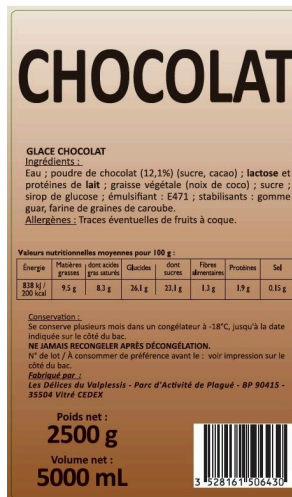 CHOCOLAT
GLACE CHOCOLAT
Ingrédients :
Eau ; poudre de chocolat (12,1%) (sucre, cacao) ; lactose et
protéines de lait ; graisse végétale (noix de coco) ; sucre ;
sirop de glucose ; émulsifiant : E471 ; stabilisants : gomme
guar, farine de graines de caroube.
Allergènes : Traces éventuelles de fruits à coque.
Valeurs nutritionnelles moyennes pour 100 g :
Énergie Matières grasses dont acides gras saturés Glucides dont sucres Fibres alimentaires Protéines Sel
838 kJ / 200 kcal 9,5 g 8,3 g 26,1 g 23,1 g 1,3 g 1,9 g 0,15 g
Conservation :
Se conserve plusieurs mois dans un congélateur à -18°C, jusqu'à la date
indiquée sur le côté du bac.
NE JAMAIS RECONGELER APRÈS DÉCONGÉLATION.
N° de lot / À consommer de préférence avant le : voir impression sur le
côté du bac.
Fabriqué par :
Les Délices du Valplessis - Parc d'Activité de Plagué - BP 90415 -
35504 Vitré CEDEX
Poids net :
2500 g
Volume net :
5000 mL
3 528161 506430